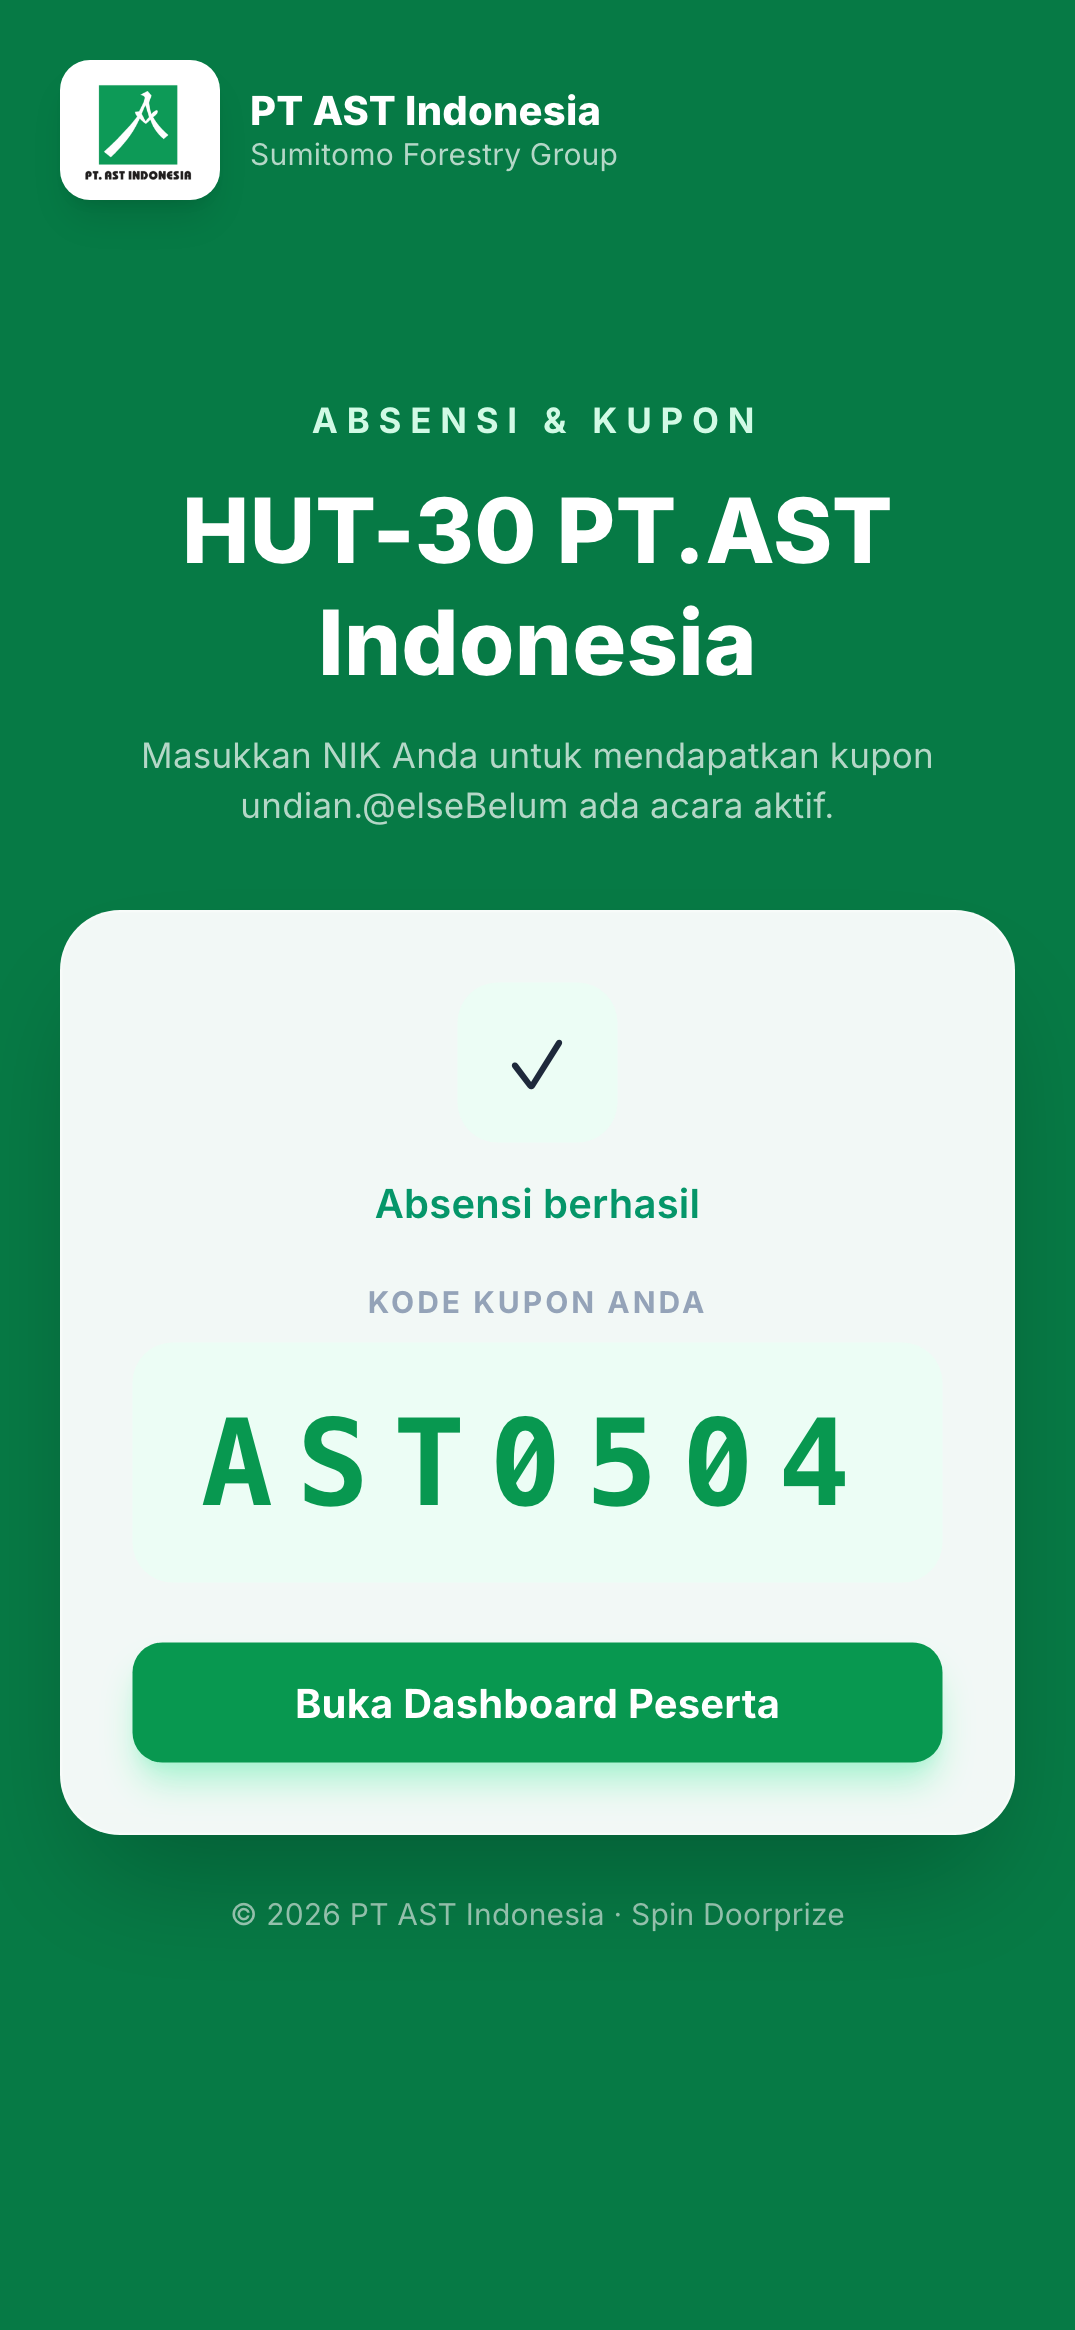 PT. AST INDONESIA
PT AST Indonesia
Sumitomo Forestry Group
ABSENSI & KUPON
HUT-30 PT.AST
Indonesia
Masukkan NIK Anda untuk mendapatkan kupon
undian.@elseBelum ada acara aktif.
Absensi berhasil
KODE KUPON ANDA
AST0504
Buka Dashboard Peserta
© 2026 PT AST Indonesia · Spin Doorprize